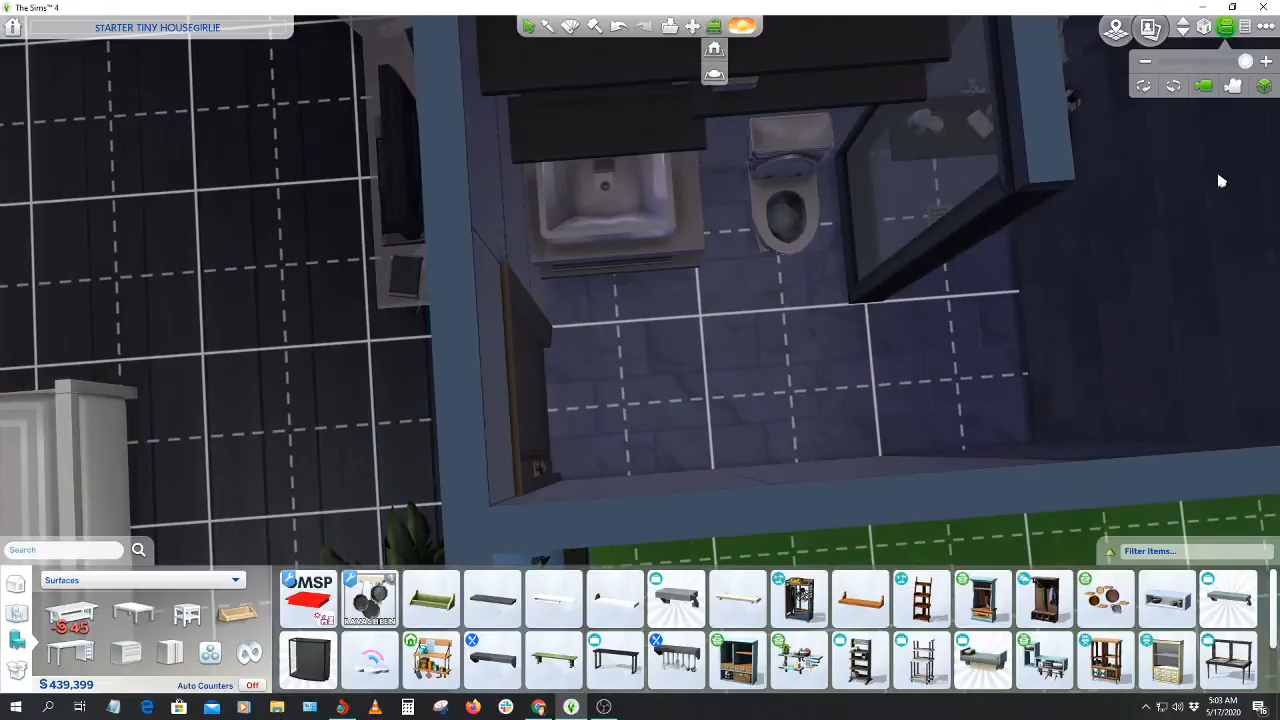 The Sims™ 4
STARTER TINY HOUSEGIRLIE
Search
Filter Items...
Surfaces
-$45
MSP
RAVASHEEN
§439,399
Auto Counters
Off
5:03 AM
5/17/2020